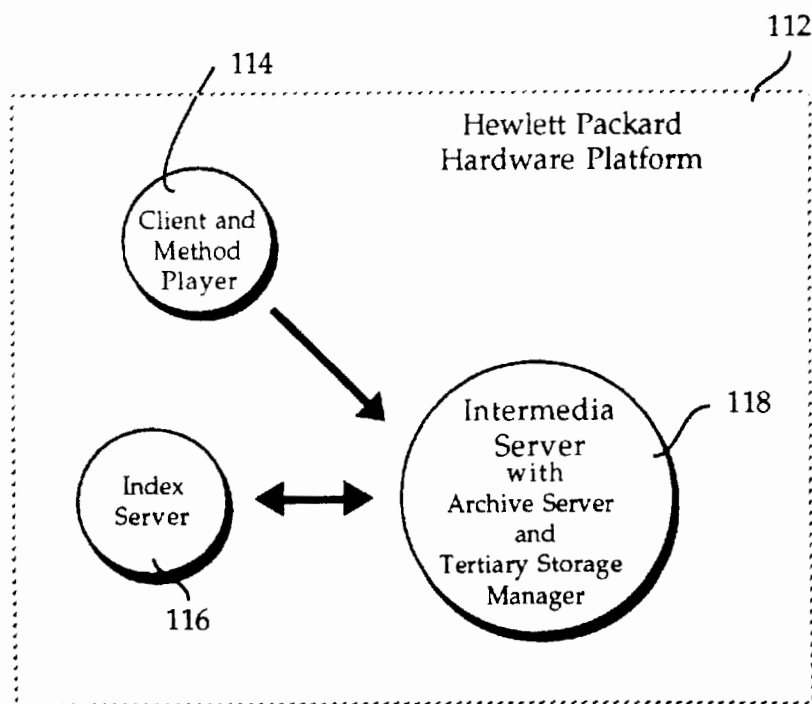 112
114
Hewlett Packard
Hardware Platform
Client and
Method
Player
Intermedia
Server
with
Archive Server
and
Tertiary Storage
Manager
118
Index
Server
116